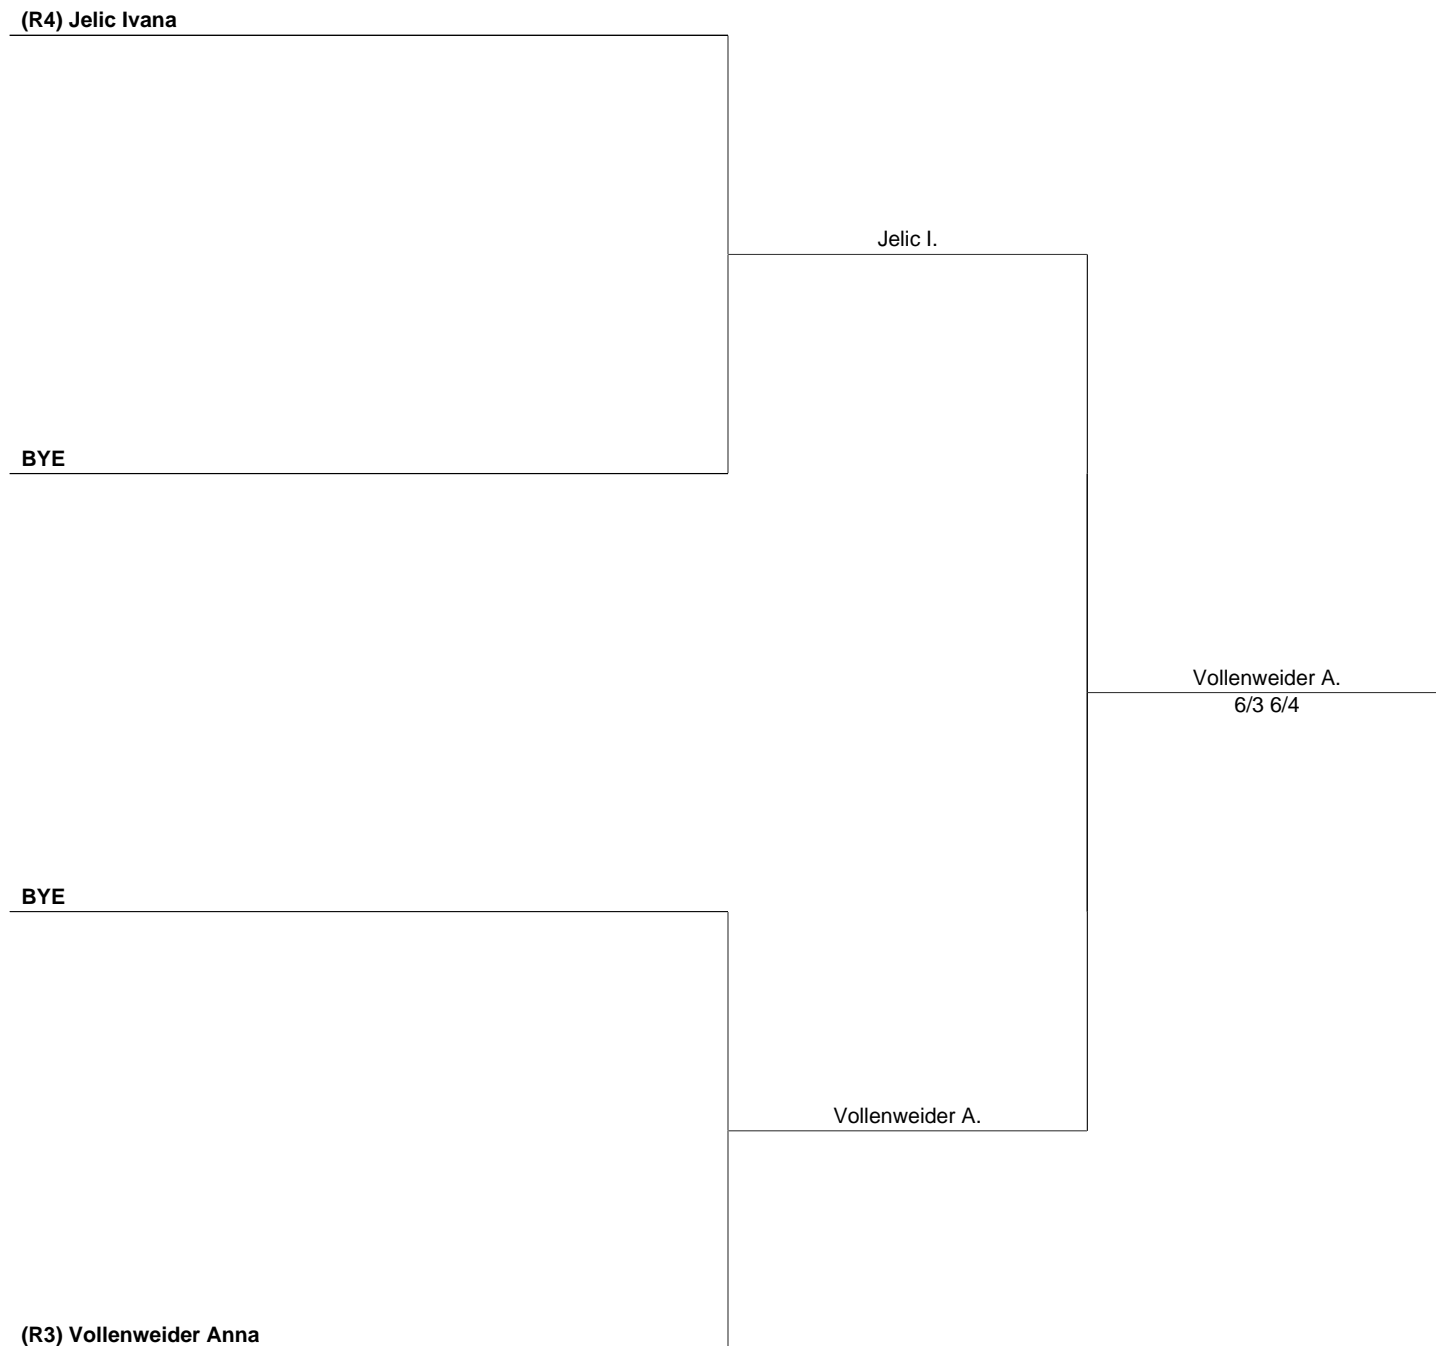 (R4) Jelic Ivana
Jelic I.
BYE
Vollenweider A.
6/3 6/4
BYE
Vollenweider A.
(R3) Vollenweider Anna